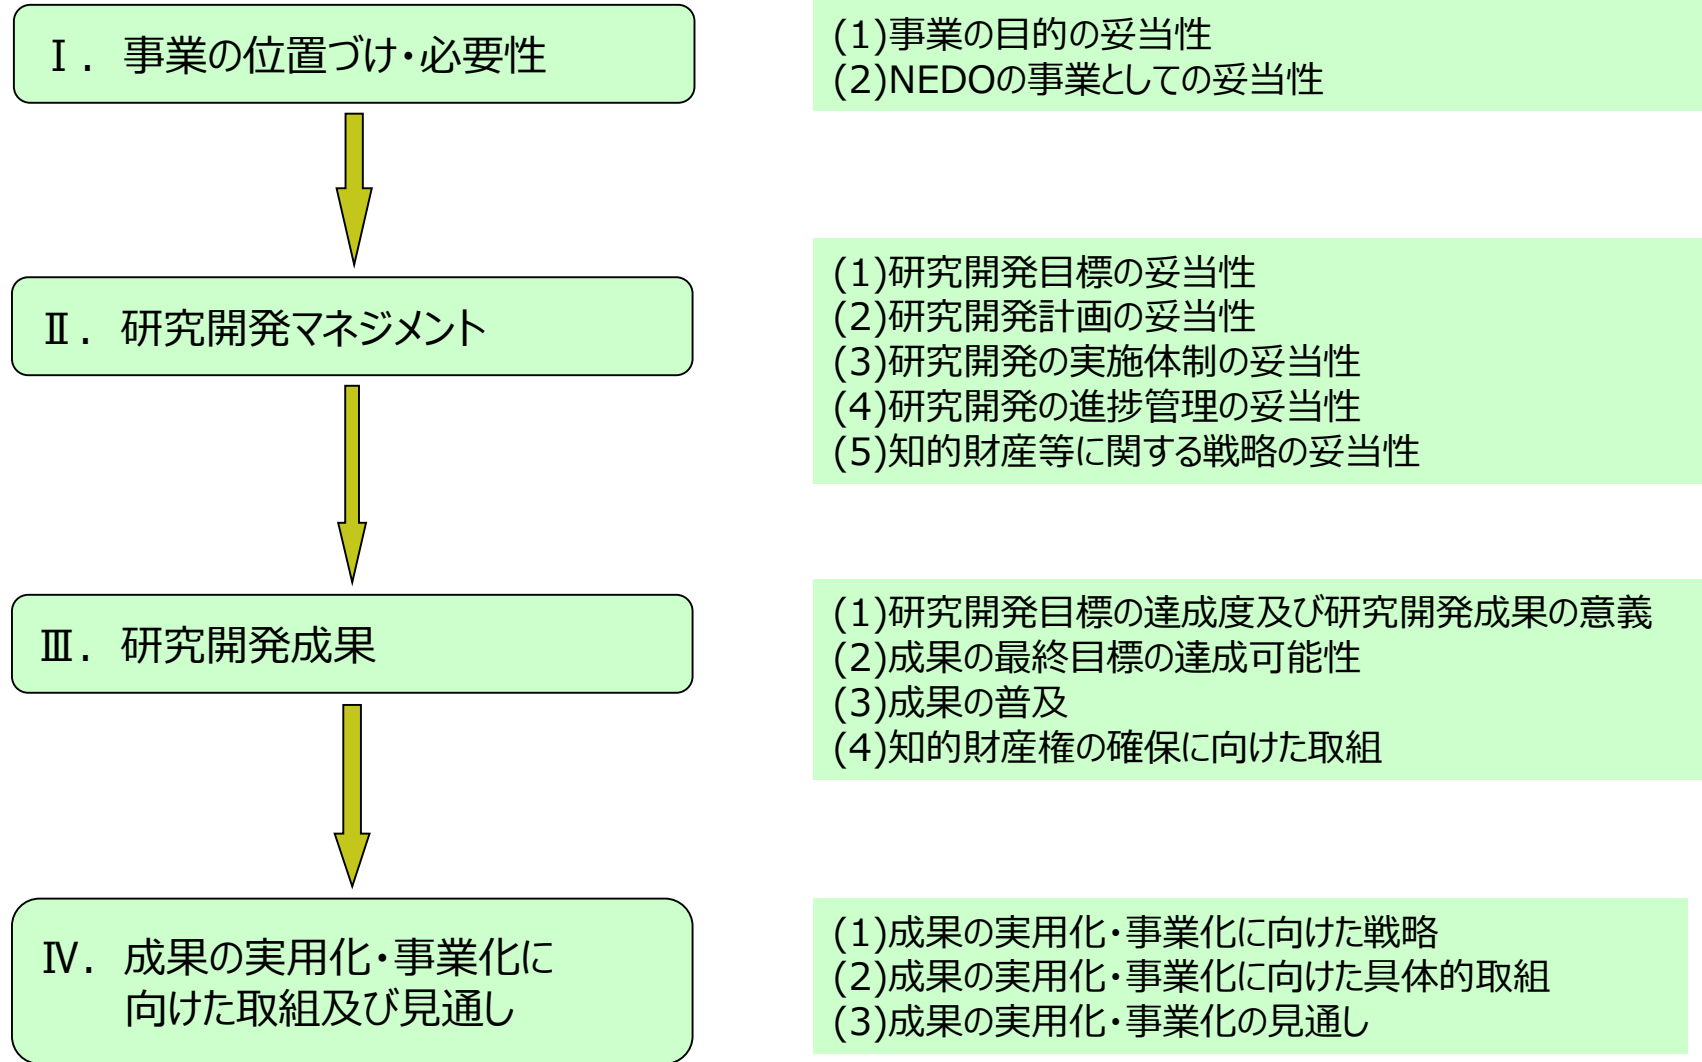 Ⅰ. 事業の位置づけ・必要性
(1)事業の目的の妥当性
(2)NEDOの事業としての妥当性
Ⅱ. 研究開発マネジメント
(1)研究開発目標の妥当性
(2)研究開発計画の妥当性
(3)研究開発の実施体制の妥当性
(4)研究開発の進捗管理の妥当性
(5)知的財産等に関する戦略の妥当性
Ⅲ. 研究開発成果
(1)研究開発目標の達成度及び研究開発成果の意義
(2)成果の最終目標の達成可能性
(3)成果の普及
(4)知的財産権の確保に向けた取組
Ⅳ. 成果の実用化・事業化に
向けた取組及び見通し
(1)成果の実用化・事業化に向けた戦略
(2)成果の実用化・事業化に向けた具体的取組
(3)成果の実用化・事業化の見通し